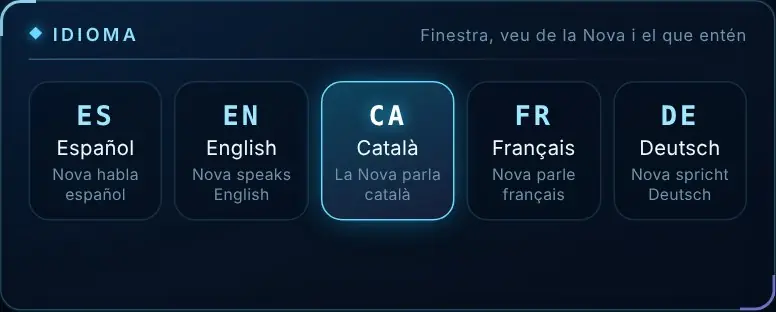 IDIOMA
Finestra, veu de la Nova i el que entén
ES
Español
Nova habla
español
EN
English
Nova speaks
English
CA
Català
La Nova parla
català
FR
Français
Nova parle
français
DE
Deutsch
Nova spricht
Deutsch